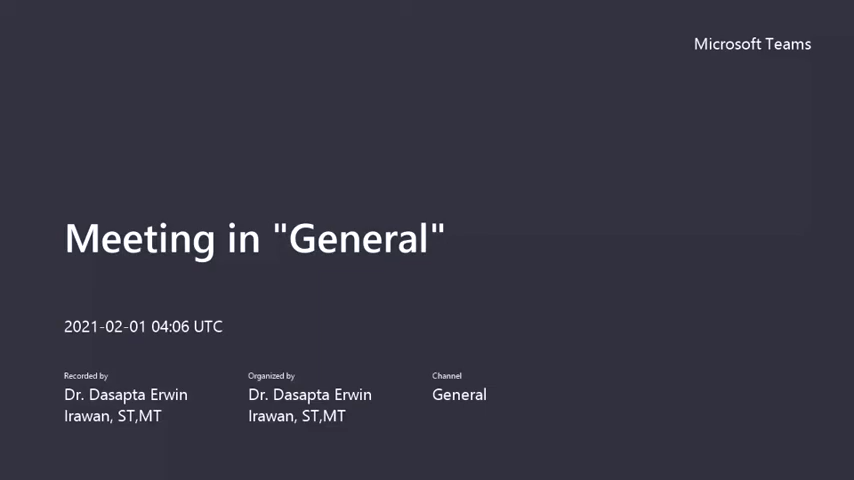 Microsoft Teams
Meeting in "General"
2021-02-01 04:06 UTC
Recorded by
Dr. Dasapta Erwin
Irawan, ST,MT
Organized by
Dr. Dasapta Erwin
Irawan, ST,MT
Channel
General